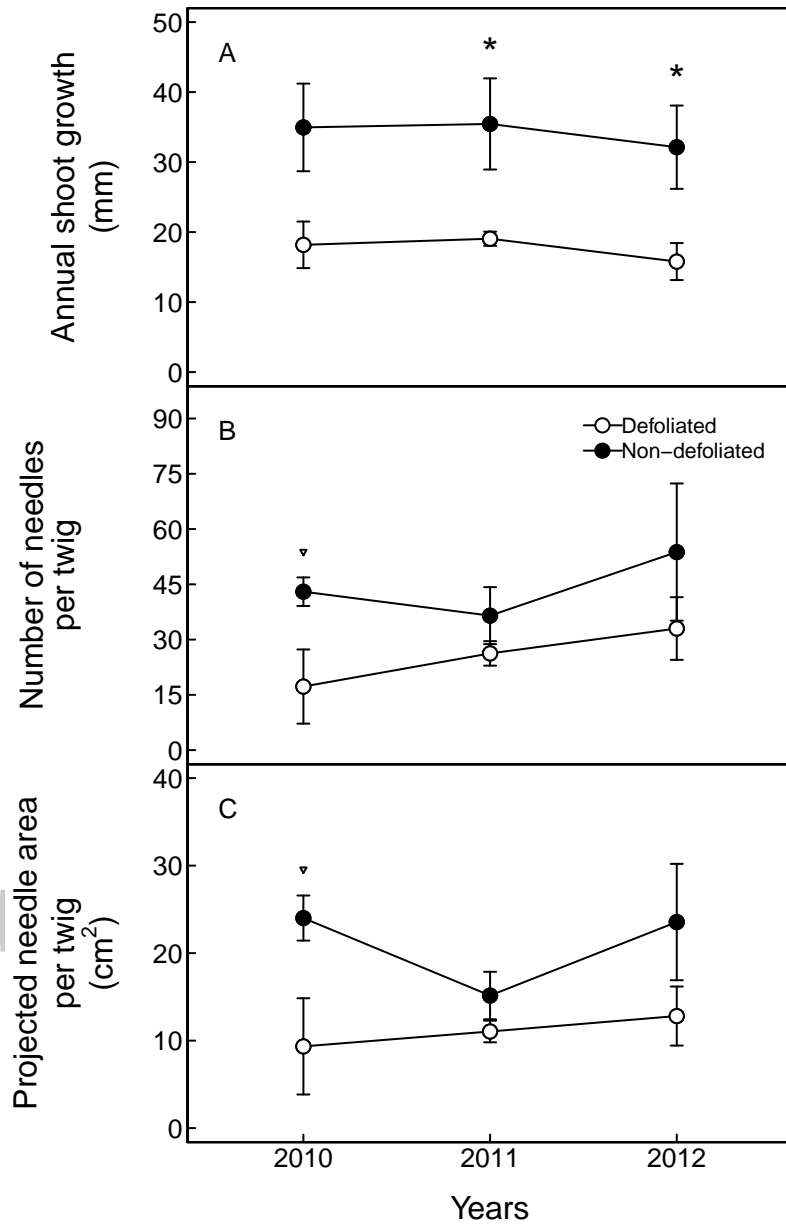 A
*
*
Annual shoot growth
(mm)
50
40
30
20
10
0
B
Defoliated
Non−defoliated
Number of needles
per twig
90
75
60
45
30
15
0
C
Projected needle area
per twig
(cm²)
40
30
20
10
0
2010
2011
2012
Years